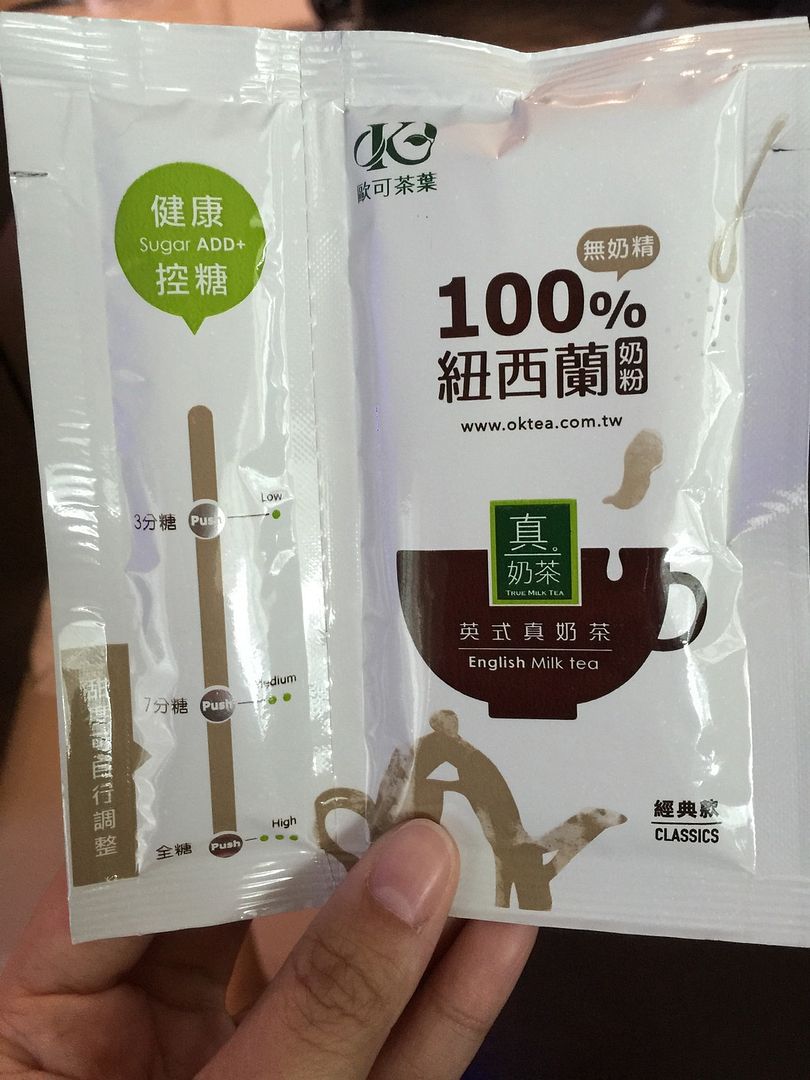 健康
Sugar ADD+
控糖
Low
3分糖
Push
Medium
7分糖
Push
High
全糖
Push
自行調整
OK
歐可茶葉
無奶精
100%
紐西蘭奶粉
www.oktea.com.tw
真。
奶茶
TRUE MILK TEA
英式真奶茶
English Milk tea
經典款
CLASSICS